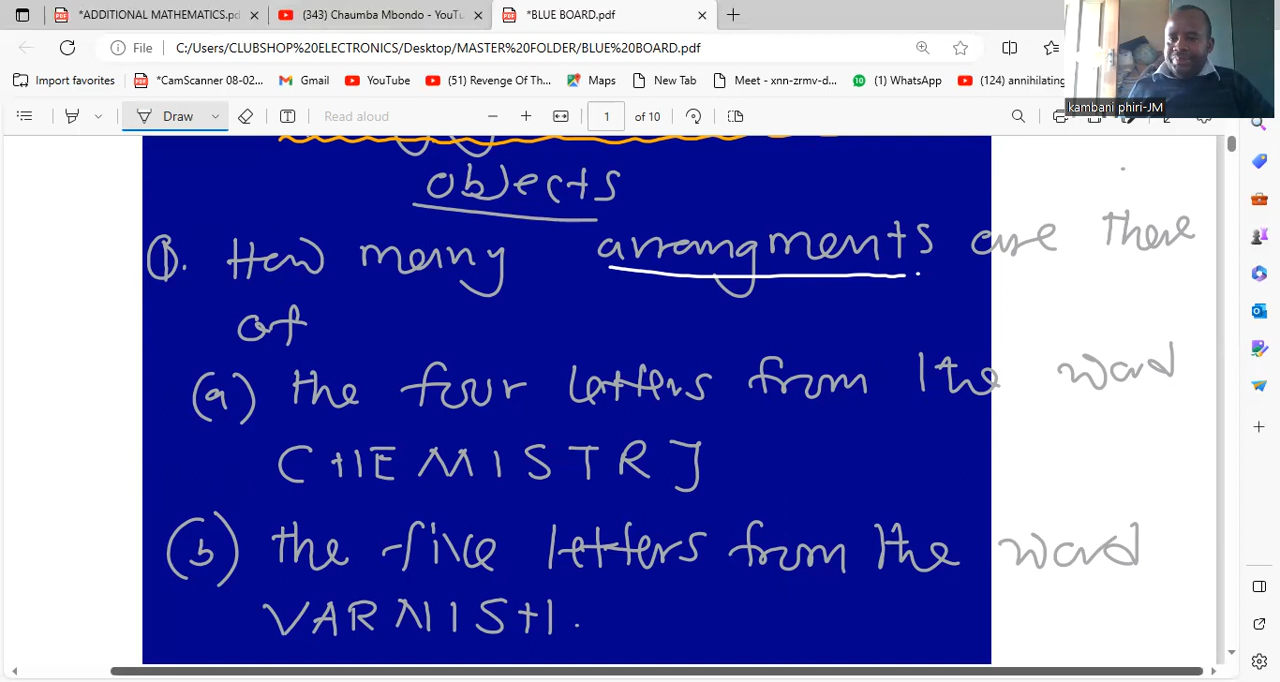 *ADDITIONAL MATHEMATICS.pd
(343) Chaumba Mbondo - YouTu
*BLUE BOARD.pdf
File
C:/Users/CLUBSHOP%20ELECTRONICS/Desktop/MASTER%20FOLDER/BLUE%20BOARD.pdf
Import favorites
*CamScanner 08-02...
Gmail
YouTube
(51) Revenge Of Th...
Maps
New Tab
Meet - xnn-zrmv-d...
(1) WhatsApp
(124) annihilating
kambani phiri-JM
Draw
Read aloud
1 of 10
objects
①. How many arrangments are there
of
(a) the four letters from the word
CHEMISTRY
(b) the five letters from the word
VARNISH.